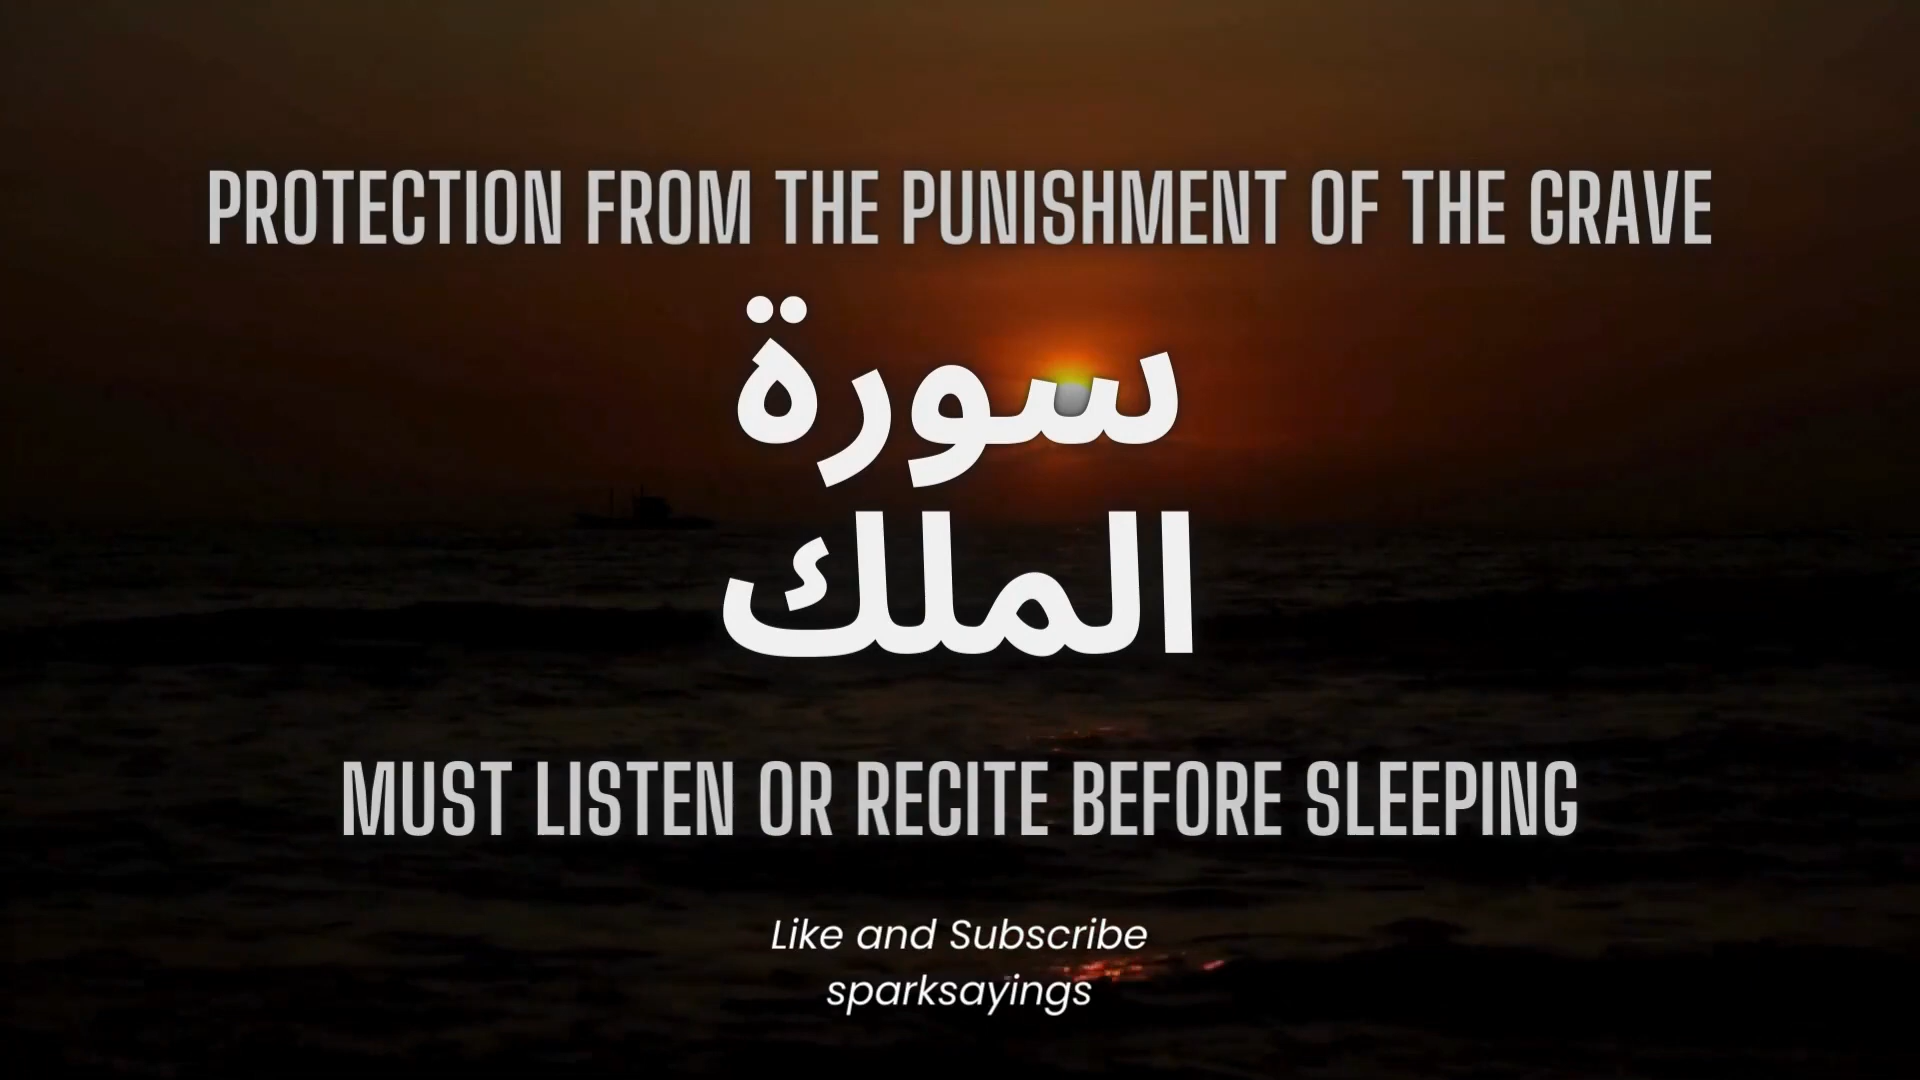 PROTECTION FROM THE PUNISHMENT OF THE GRAVE
سورة
الملك
MUST LISTEN OR RECITE BEFORE SLEEPING
Like and Subscribe
sparksayings